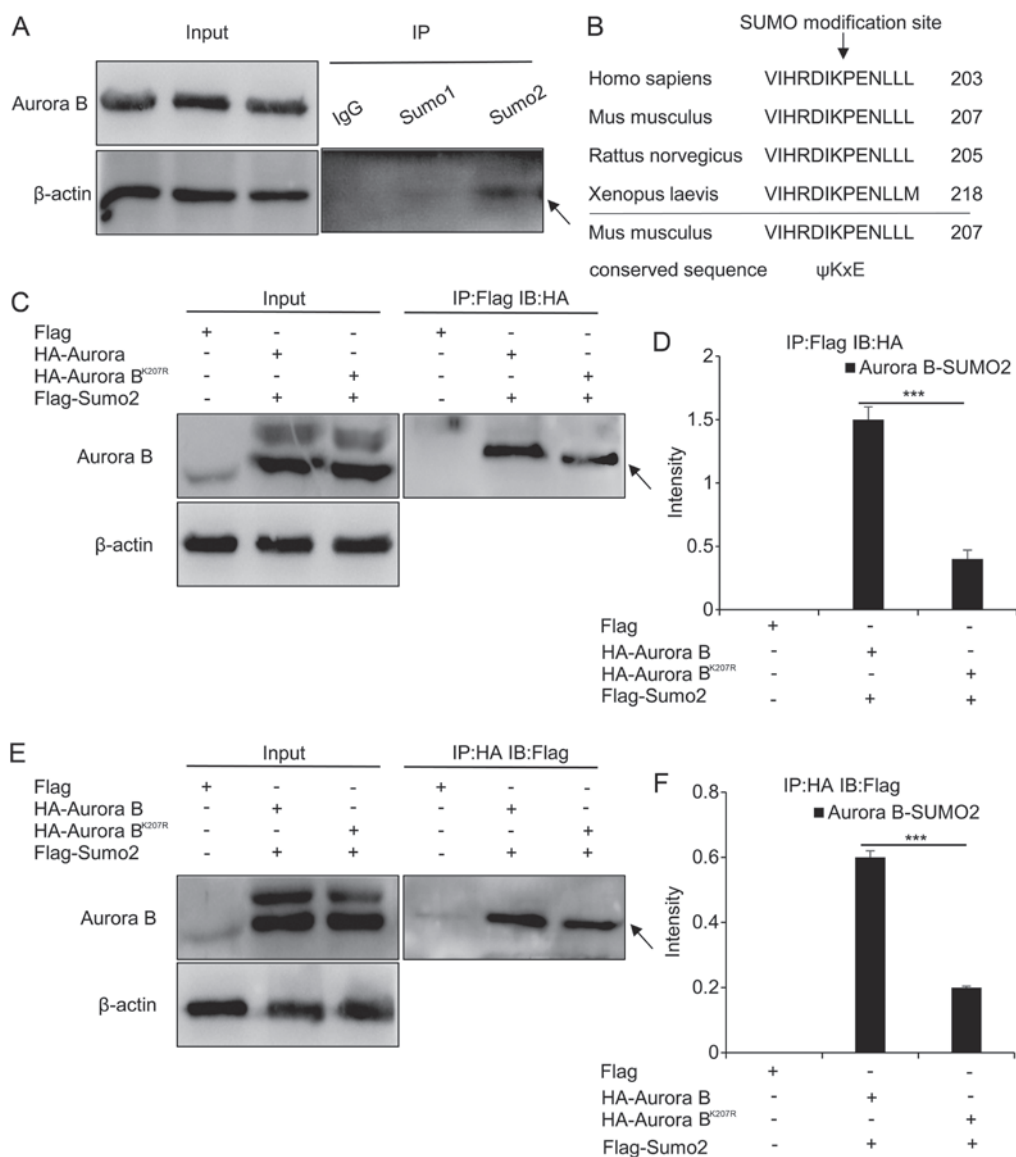 A
Input
IP
Aurora B
IgG
Sumo1
Sumo2
β-actin
B
SUMO modification site
Homo sapiens VIHRDIKPENLLL 203
Mus musculus VIHRDIKPENLLL 207
Rattus norvegicus VIHRDIKPENLLL 205
Xenopus laevis VIHRDIKPENLLM 218
Mus musculus VIHRDIKPENLLL 207
conserved sequence ψKxE
C
Input
IP:Flag IB:HA
Flag + - - + - -
HA-Aurora - + - - + -
HA-Aurora B^K207R - - + - - +
Flag-Sumo2 - + + - + +
Aurora B
β-actin
D
IP:Flag IB:HA
Aurora B-SUMO2
***
Intensity
2
1.5
1
0.5
0
Flag + - -
HA-Aurora B - + -
HA-Aurora B^K207R - - +
Flag-Sumo2 - + +
E
Input
IP:HA IB:Flag
Flag + - - + - -
HA-Aurora B - + - - + -
HA-Aurora B^K207R - - + - - +
Flag-Sumo2 - + + - + +
Aurora B
β-actin
F
IP:HA IB:Flag
Aurora B-SUMO2
***
Intensity
0.8
0.6
0.4
0.2
0
Flag + - -
HA-Aurora B - + -
HA-Aurora B^K207R - - +
Flag-Sumo2 - + +